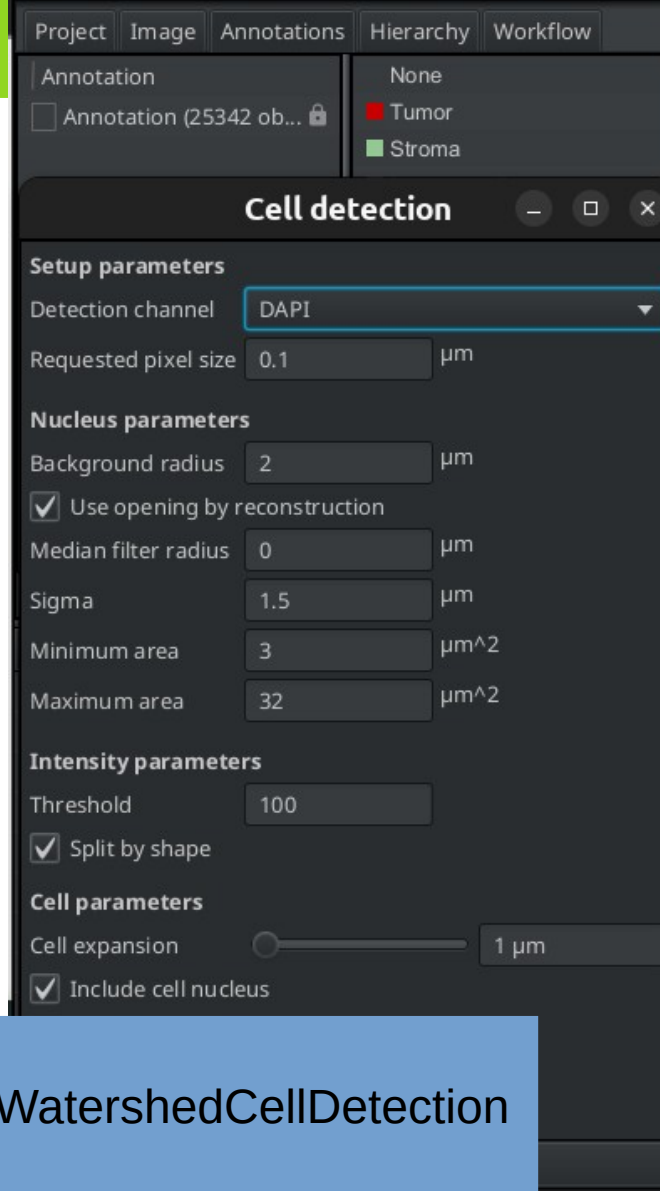 Project Image Annotations Hierarchy Workflow
Annotation
Annotation (25342 ob...
None
Tumor
Stroma
Cell detection
Setup parameters
Detection channel DAPI
Requested pixel size 0.1 µm
Nucleus parameters
Background radius 2 µm
Use opening by reconstruction
Median filter radius 0 µm
Sigma 1.5 µm
Minimum area 3 µm^2
Maximum area 32 µm^2
Intensity parameters
Threshold 100
Split by shape
Cell parameters
Cell expansion 1 µm
Include cell nucleus
WatershedCellDetection